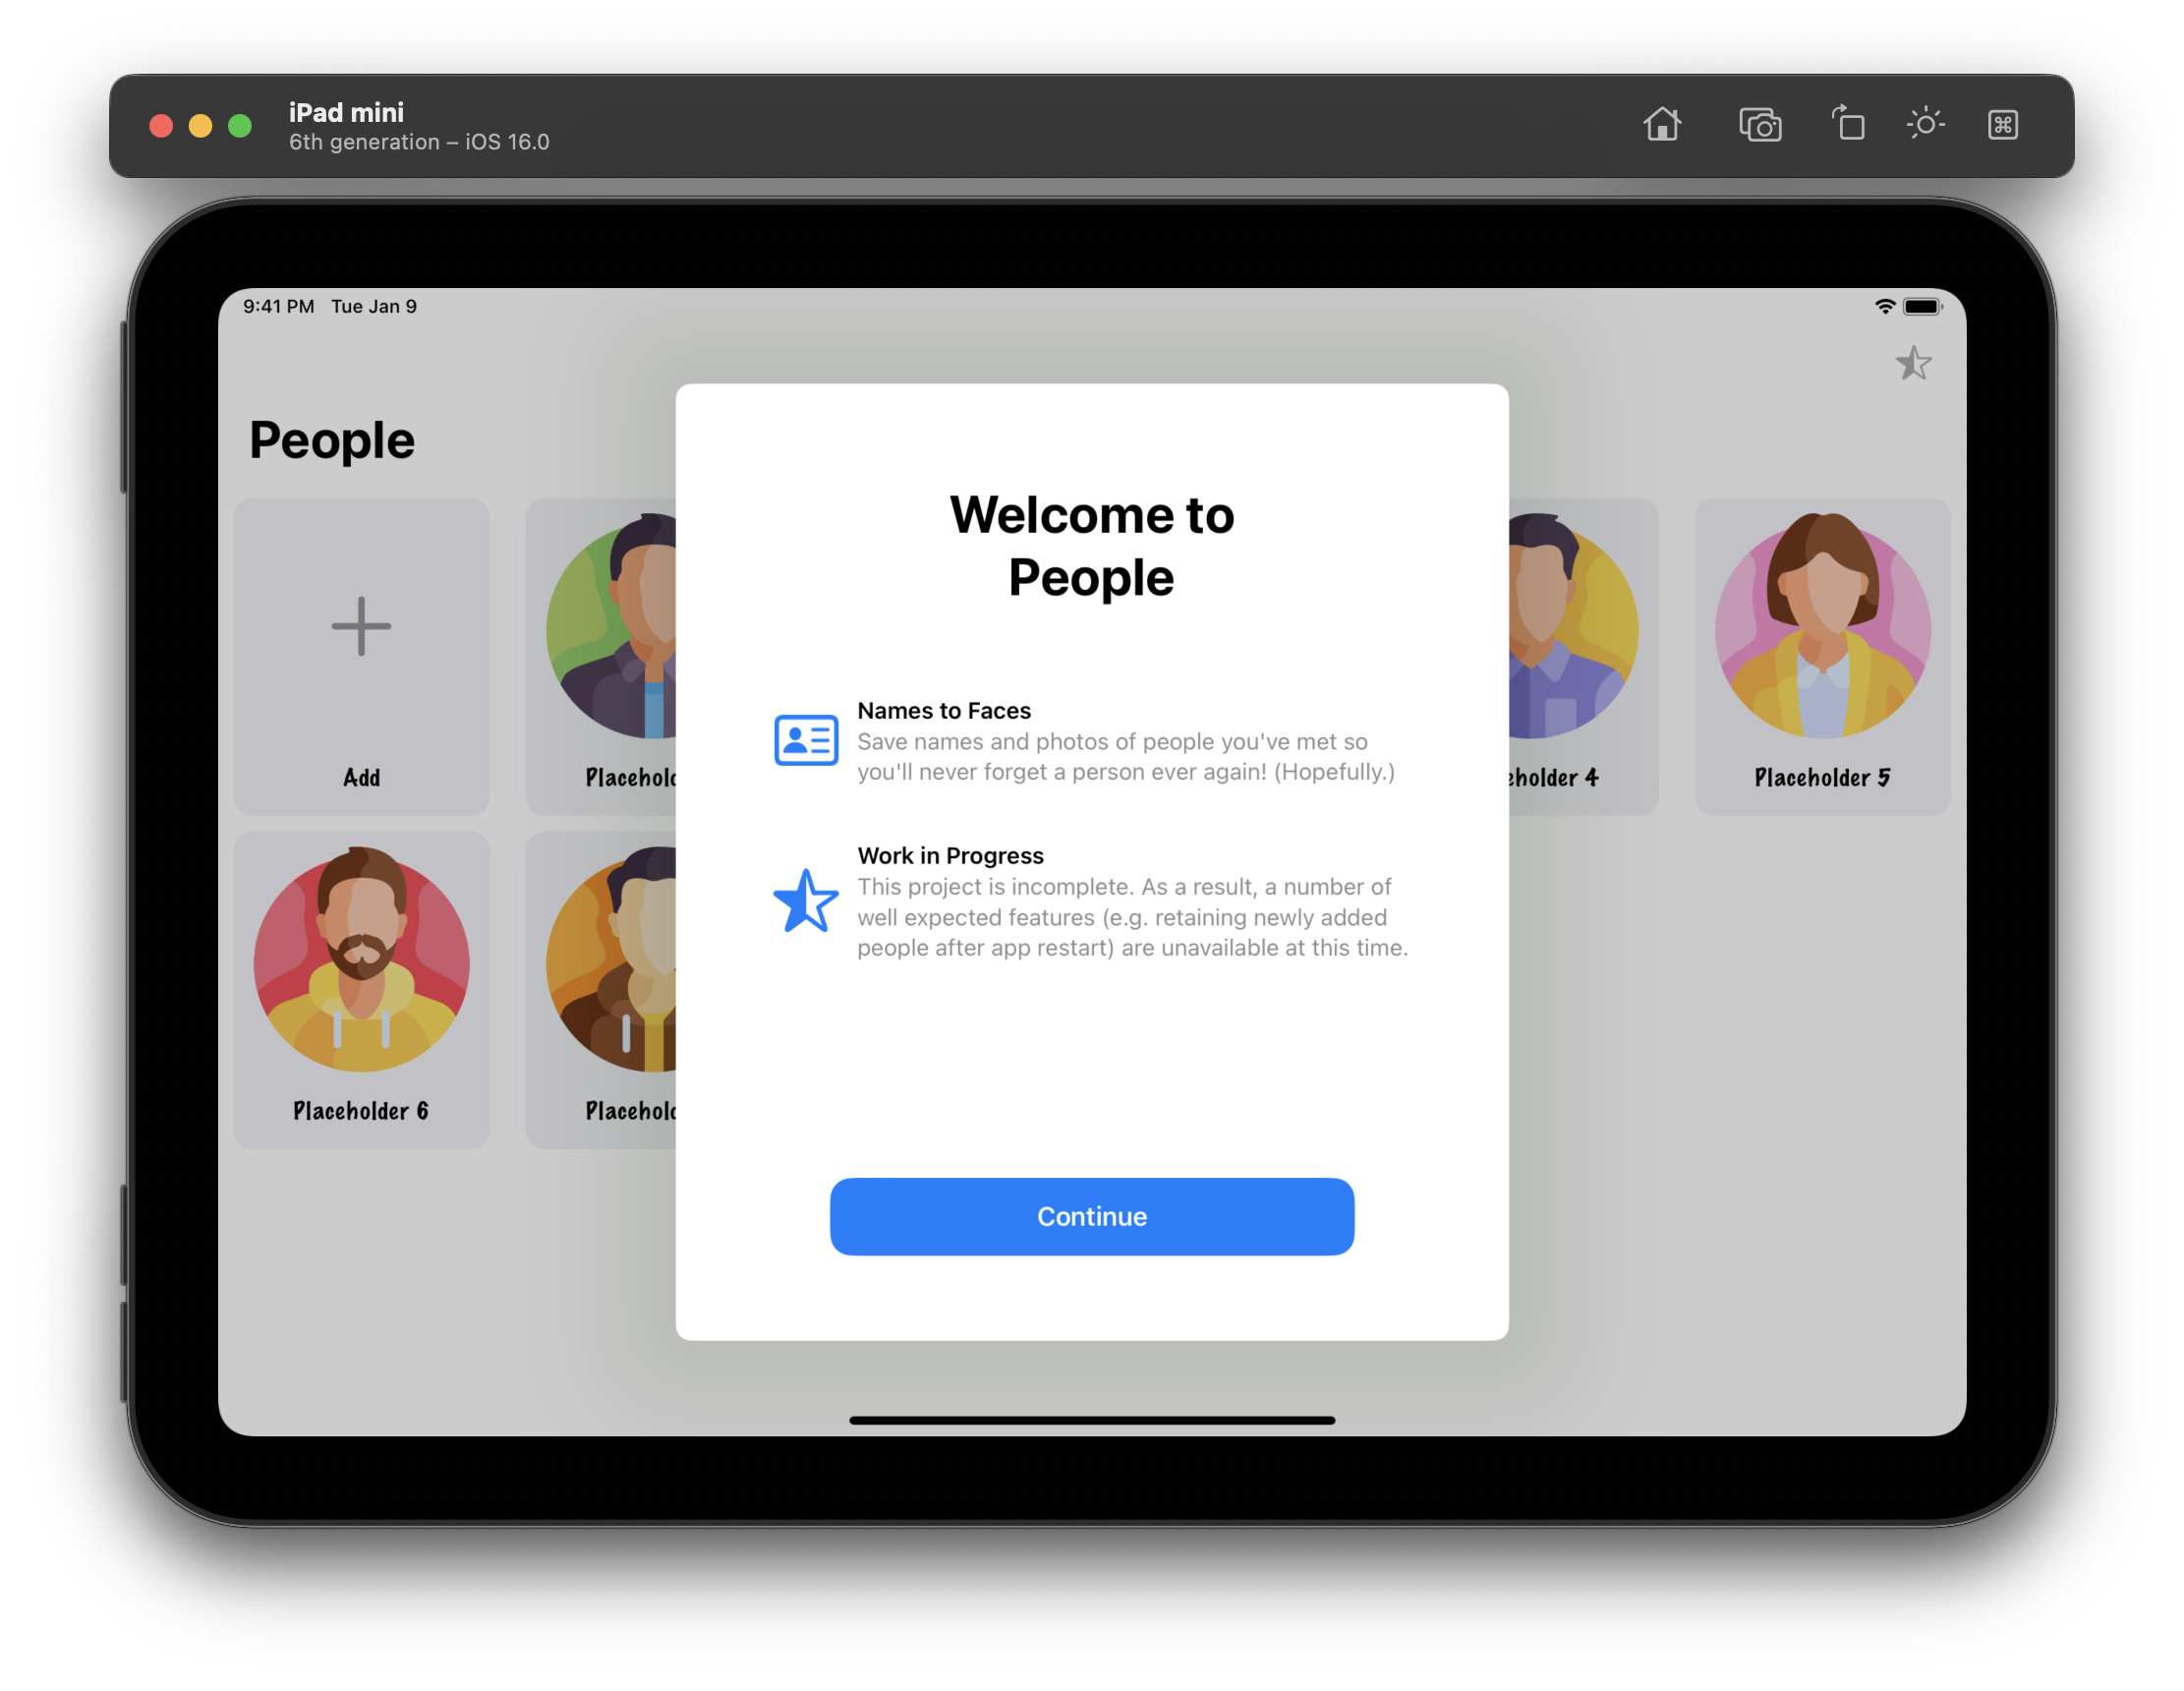 iPad mini
6th generation – iOS 16.0
9:41 PM Tue Jan 9
People
Welcome to
People
Names to Faces
Save names and photos of people you've met so
you'll never forget a person ever again! (Hopefully.)
Work in Progress
This project is incomplete. As a result, a number of
well expected features (e.g. retaining newly added
people after app restart) are unavailable at this time.
Continue
Add
Placehol
eholder 4
Placeholder 5
Placeholder 6
Placehol